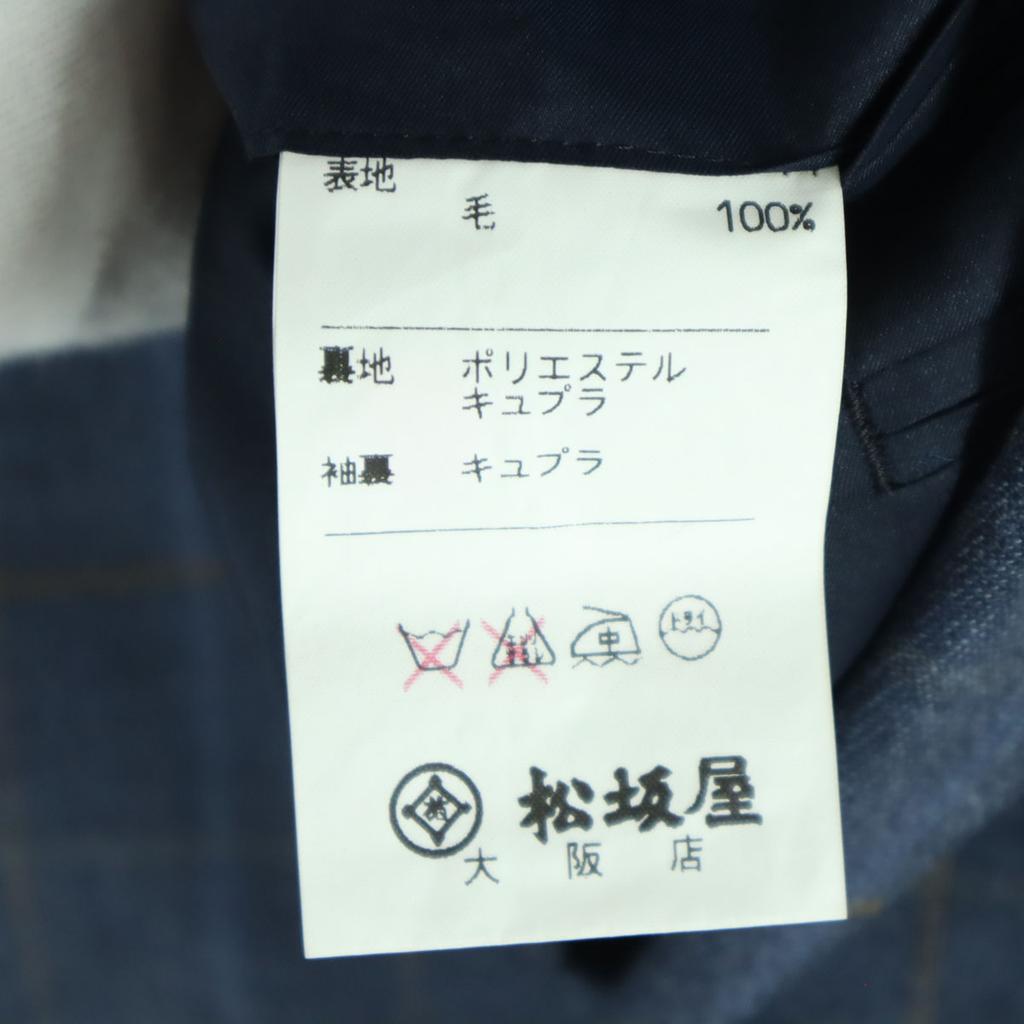 表地
毛 100%
裏地 ポリエステル
キュプラ
袖裏 キュプラ
中 ドライ
松坂屋
大阪店